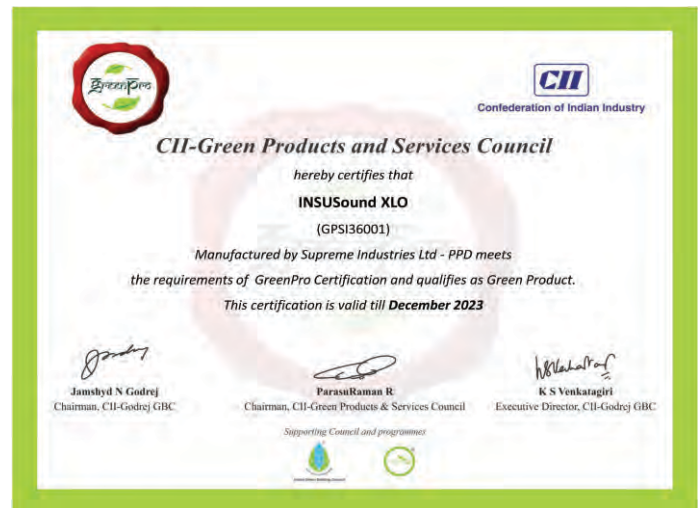 GreenPro
CII
Confederation of Indian Industry
CII-Green Products and Services Council
hereby certifies that
INSUSound XLO
(GPSI36001)
Manufactured by Supreme Industries Ltd - PPD meets
the requirements of GreenPro Certification and qualifies as Green Product.
This certification is valid till December 2023
Jamshyd N Godrej
Chairman, CII-Godrej GBC
ParasuRaman R
Chairman, CII-Green Products & Services Council
K S Venkatagiri
Executive Director, CII-Godrej GBC
Supporting Council and programmes